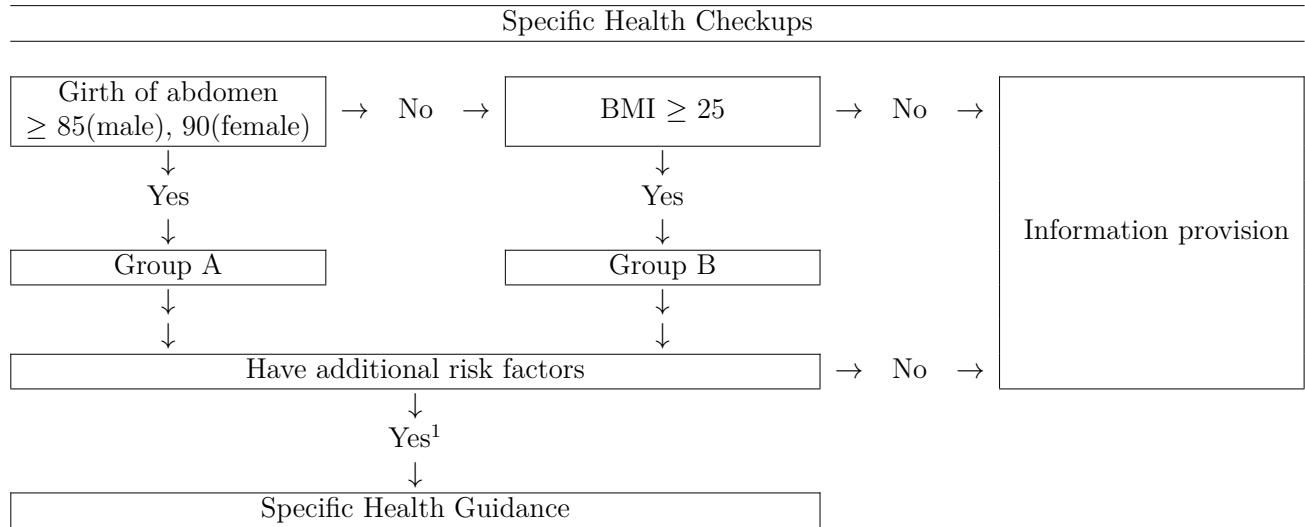 Specific Health Checkups
Girth of abdomen
≥ 85(male), 90(female)
→ No →
BMI ≥ 25
→ No →
↓
Yes
↓
↓
Yes
↓
Information provision
Group A
Group B
↓
↓
↓
↓
Have additional risk factors
→ No →
↓
Yes¹
↓
Specific Health Guidance